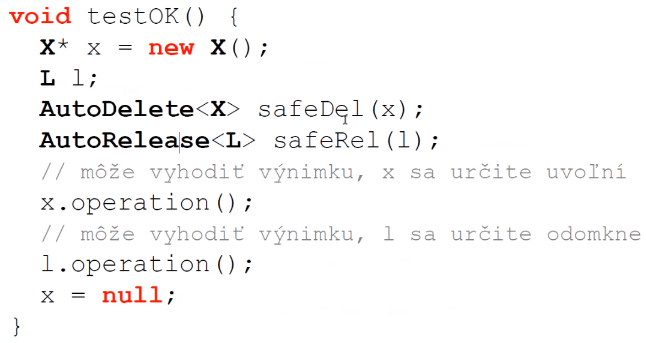 void testOK() {
X* x = new X();
L l;
AutoDelete<X> safeDel(x);
AutoRelease<L> safeRel(l);
// môže vyhodiť výnimku, x sa určite uvoľní
x.operation();
// môže vyhodiť výnimku, l sa určite odomkne
l.operation();
x = null;
}